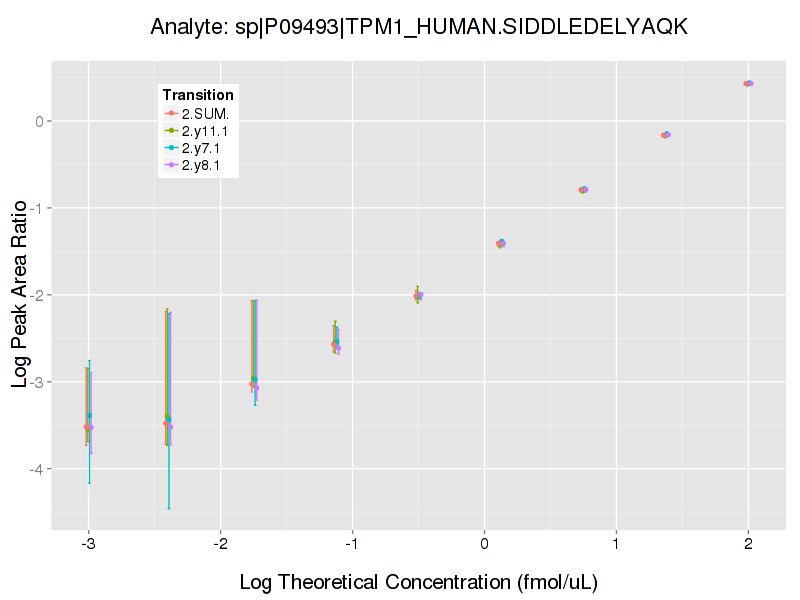 Analyte: sp|P09493|TPM1_HUMAN.SIDDLEDELYAQK
Transition
2.SUM.
2.y11.1
2.y7.1
2.y8.1
Log Peak Area Ratio
0
-1
-2
-3
-4
-3 -2 -1 0 1 2
Log Theoretical Concentration (fmol/uL)